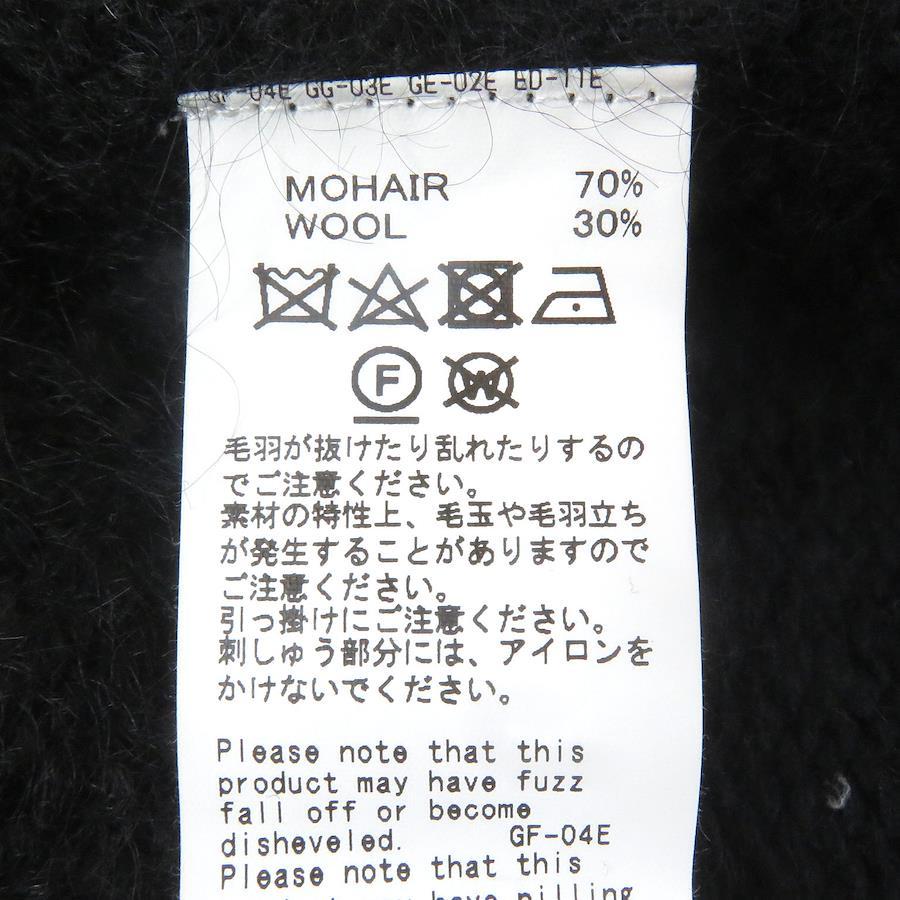 GF-04E GG-03E GE-02E ED-11E
MOHAIR 70%
WOOL 30%
F W
毛羽が抜けたり乱れたりするの
でご注意ください。
素材の特性上、毛玉や毛羽立ち
が発生することがありますので
ご注意ください。
引っ掛けにご注意ください。
刺しゅう部分には、アイロンを
かけないでください。
Please note that this
product may have fuzz
fall off or become
disheveled. GF-04E
Please note that this
may have pilling